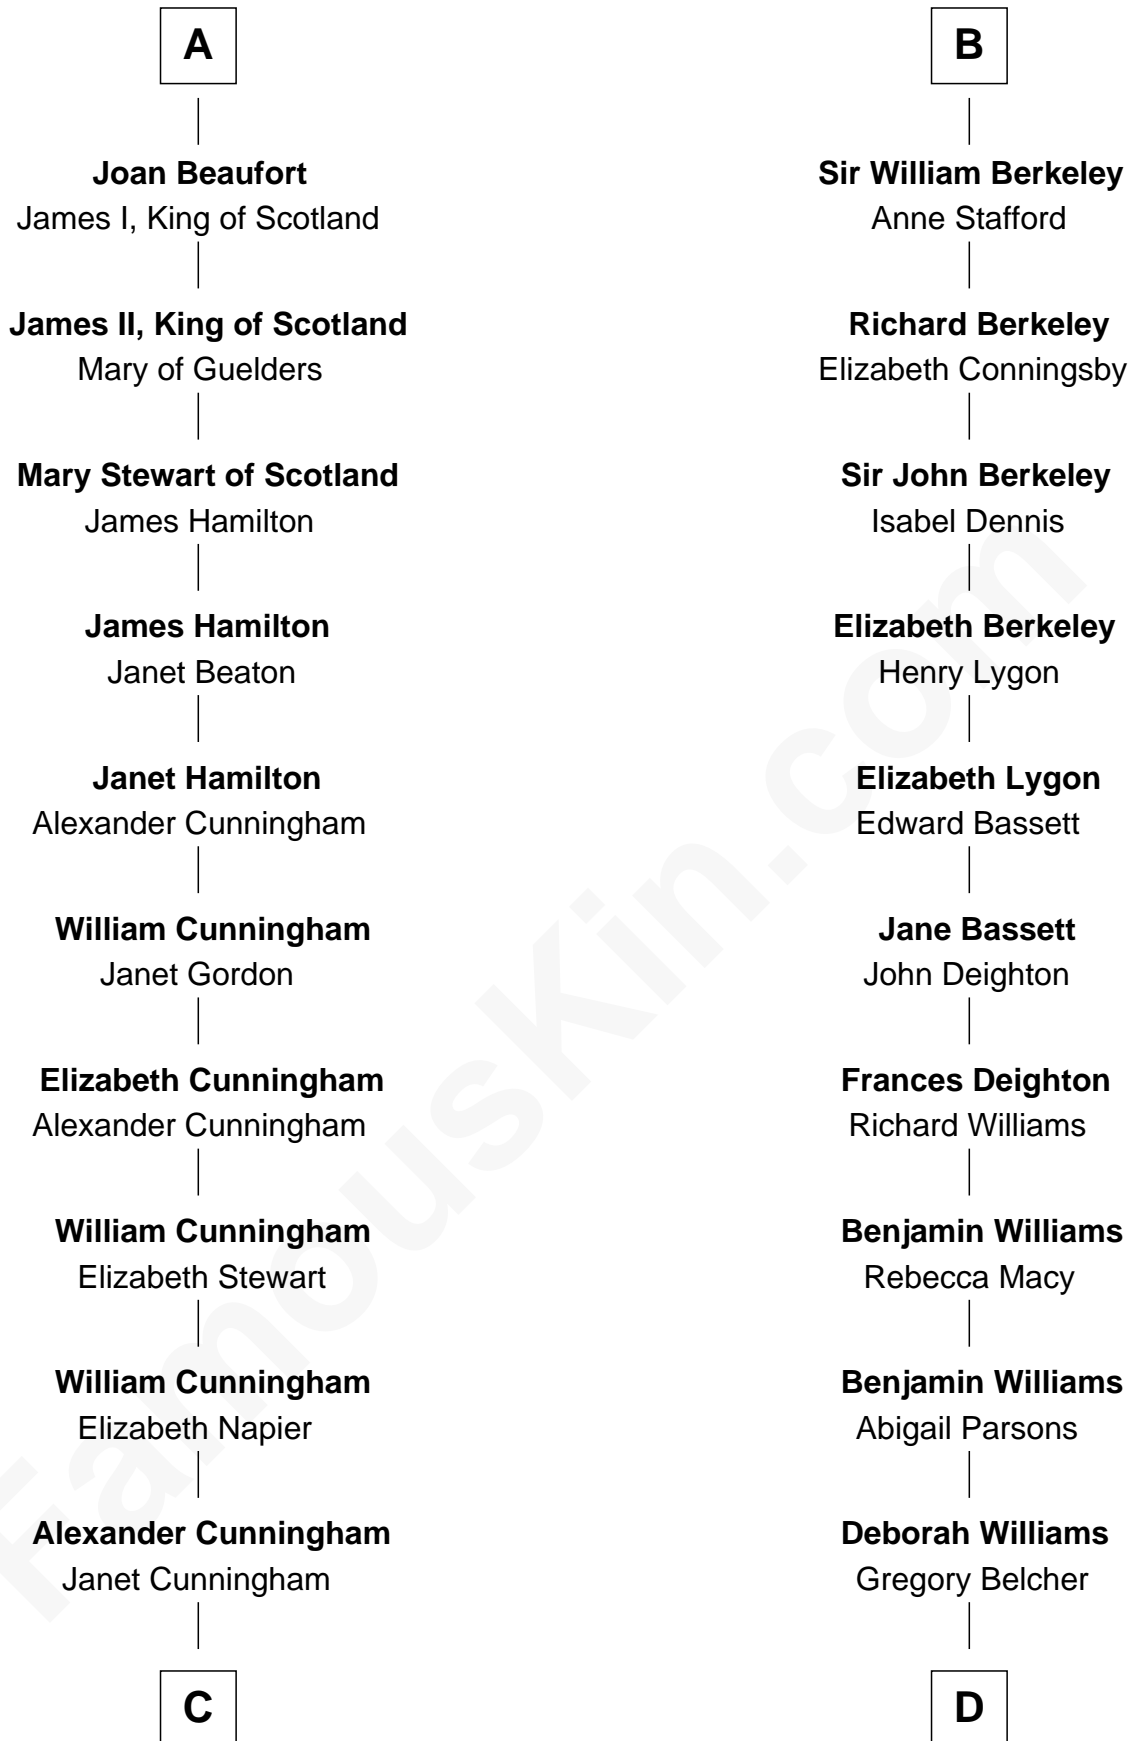 A
Joan Beaufort
James I, King of Scotland
James II, King of Scotland
Mary of Guelders
Mary Stewart of Scotland
James Hamilton
James Hamilton
Janet Beaton
Janet Hamilton
Alexander Cunningham
William Cunningham
Janet Gordon
Elizabeth Cunningham
Alexander Cunningham
William Cunningham
Elizabeth Stewart
William Cunningham
Elizabeth Napier
Alexander Cunningham
Janet Cunningham
C
B
Sir William Berkeley
Anne Stafford
Richard Berkeley
Elizabeth Conningsby
Sir John Berkeley
Isabel Dennis
Elizabeth Berkeley
Henry Lygon
Elizabeth Lygon
Edward Bassett
Jane Bassett
John Deighton
Frances Deighton
Richard Williams
Benjamin Williams
Rebecca Macy
Benjamin Williams
Abigail Parsons
Deborah Williams
Gregory Belcher
D
FamousKin.com